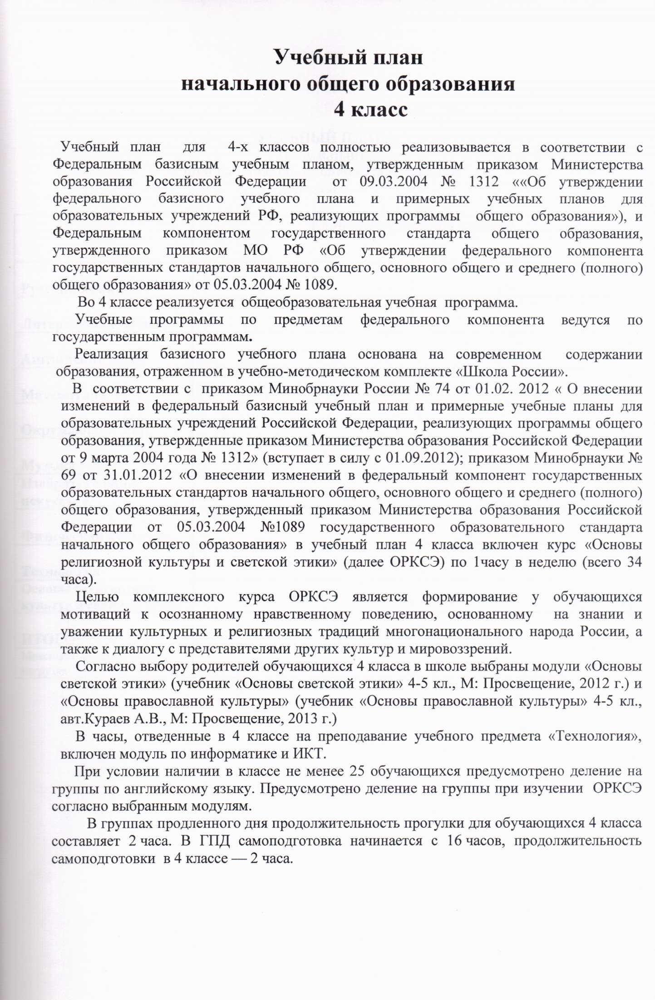 Учебный план
начального общего образования
4 класс
Учебный план для 4-х классов полностью реализовывается в соответствии с
Федеральным базисным учебным планом, утвержденным приказом Министерства
образования Российской Федерации от 09.03.2004 № 1312 ««Об утверждении
федерального базисного учебного плана и примерных учебных планов для
образовательных учреждений РФ, реализующих программы общего образования»), и
Федеральным компонентом государственного стандарта общего образования,
утвержденного приказом МО РФ «Об утверждении федерального компонента
государственных стандартов начального общего, основного общего и среднего (полного)
общего образования» от 05.03.2004 № 1089.
Во 4 классе реализуется общеобразовательная учебная программа.
Учебные программы по предметам федерального компонента ведутся по
государственным программам.
Реализация базисного учебного плана основана на современном содержании
образования, отраженном в учебно-методическом комплекте «Школа России».
В соответствии с приказом Минобрнауки России № 74 от 01.02. 2012 « О внесении
изменений в федеральный базисный учебный план и примерные учебные планы для
образовательных учреждений Российской Федерации, реализующих программы общего
образования, утвержденные приказом Министерства образования Российской Федерации
от 9 марта 2004 года № 1312» (вступает в силу с 01.09.2012); приказом Минобрнауки №
69 от 31.01.2012 «О внесении изменений в федеральный компонент государственных
образовательных стандартов начального общего, основного общего и среднего (полного)
общего образования, утвержденный приказом Министерства образования Российской
Федерации от 05.03.2004 №1089 государственного образовательного стандарта
начального общего образования» в учебный план 4 класса включен курс «Основы
религиозной культуры и светской этики» (далее ОРКСЭ) по 1часу в неделю (всего 34
часа).
Целью комплексного курса ОРКСЭ является формирование у обучающихся
мотиваций к осознанному нравственному поведению, основанному на знании и
уважении культурных и религиозных традиций многонационального народа России, а
также к диалогу с представителями других культур и мировоззрений.
Согласно выбору родителей обучающихся 4 класса в школе выбраны модули «Основы
светской этики» (учебник «Основы светской этики» 4-5 кл., М: Просвещение, 2012 г.) и
«Основы православной культуры» (учебник «Основы православной культуры» 4-5 кл.,
авт.Кураев А.В., М: Просвещение, 2013 г.)
В часы, отведенные в 4 классе на преподавание учебного предмета «Технология»,
включен модуль по информатике и ИКТ.
При условии наличии в классе не менее 25 обучающихся предусмотрено деление на
группы по английскому языку. Предусмотрено деление на группы при изучении ОРКСЭ
согласно выбранным модулям.
В группах продленного дня продолжительность прогулки для обучающихся 4 класса
составляет 2 часа. В ГПД самоподготовка начинается с 16 часов, продолжительность
самоподготовки в 4 классе — 2 часа.